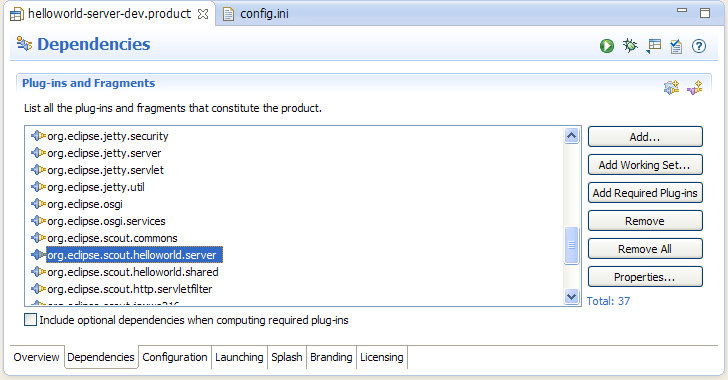 helloworld-server-dev.product
config.ini
Dependencies
Plug-ins and Fragments
List all the plug-ins and fragments that constitute the product.
org.eclipse.jetty.security
org.eclipse.jetty.server
org.eclipse.jetty.servlet
org.eclipse.jetty.util
org.eclipse.osgi
org.eclipse.osgi.services
org.eclipse.scout.commons
org.eclipse.scout.helloworld.server
org.eclipse.scout.helloworld.shared
org.eclipse.scout.http.servletfilter
org.eclipse.scout.jaxws216
Add...
Add Working Set...
Add Required Plug-ins
Remove
Remove All
Properties...
Total: 37
Include optional dependencies when computing required plug-ins
Overview Dependencies Configuration Launching Splash Branding Licensing